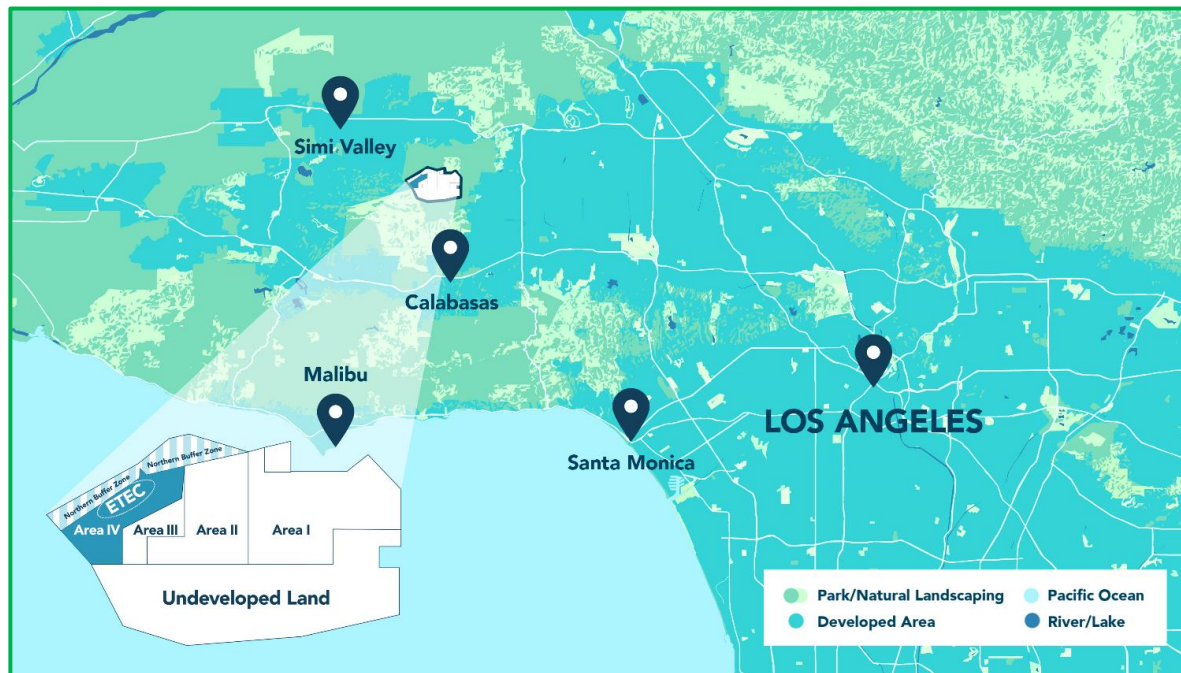 Simi Valley
Calabasas
Malibu
LOS ANGELES
Santa Monica
Northern Buffer Zone
Northern Buffer Zone
ETEC
Area IV
Area III
Area II
Area I
Undeveloped Land
Park/Natural Landscaping
Pacific Ocean
Developed Area
River/Lake